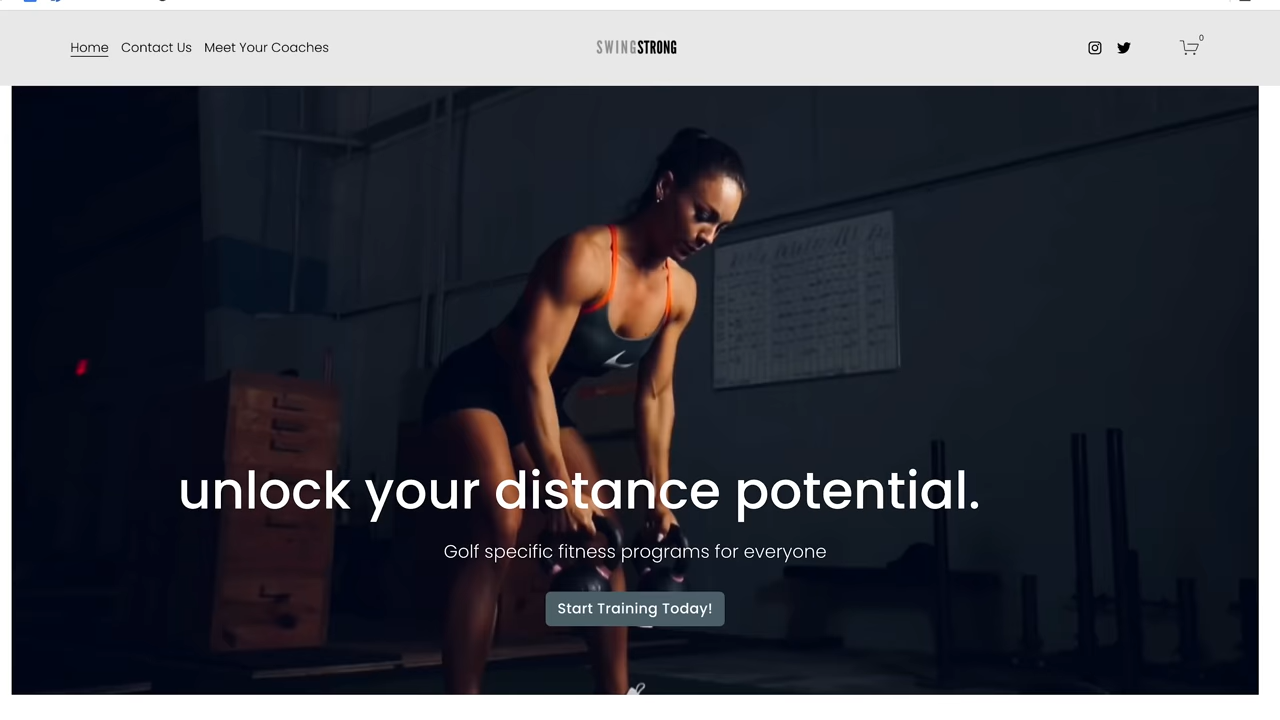 Home Contact Us Meet Your Coaches SWINGSTRONG 0
unlock your distance potential.
Golf specific fitness programs for everyone
Start Training Today!